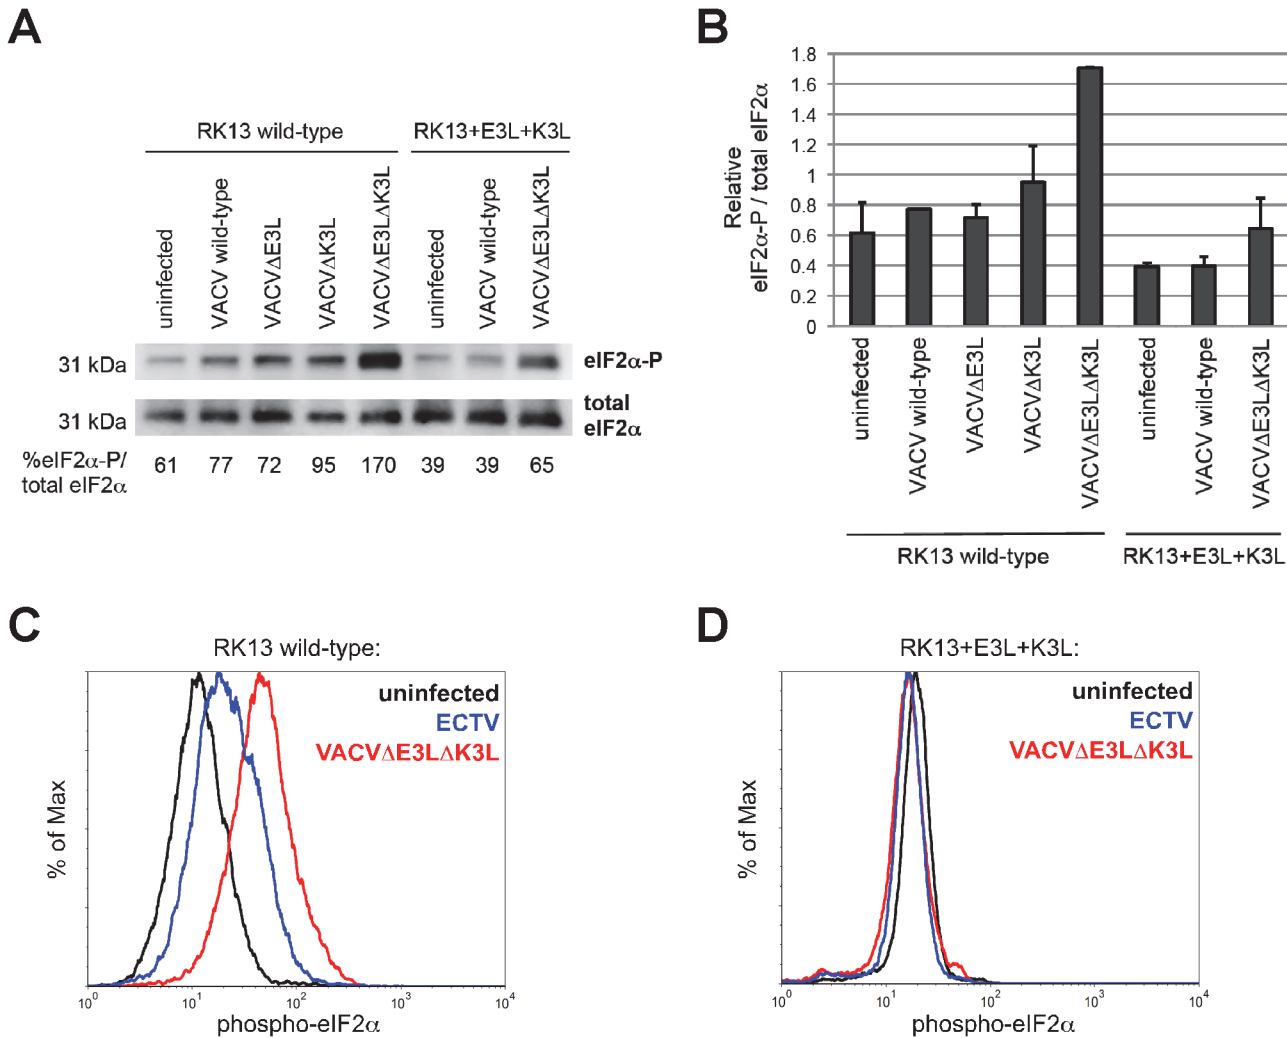 A
RK13 wild-type
RK13+E3L+K3L
uninfected
VACV wild-type
VACVΔE3L
VACVΔK3L
VACVΔE3LΔK3L
uninfected
VACV wild-type
VACVΔE3LΔK3L
31 kDa
eIF2α-P
31 kDa
total
eIF2α
%eIF2α-P/
total eIF2α
61 77 72 95 170 39 39 65
B
Relative
eIF2α-P / total eIF2α
1.8
1.6
1.4
1.2
1
0.8
0.6
0.4
0.2
0
uninfected
VACV wild-type
VACVΔE3L
VACVΔK3L
VACVΔE3LΔK3L
uninfected
VACV wild-type
VACVΔE3LΔK3L
RK13 wild-type
RK13+E3L+K3L
C
RK13 wild-type:
uninfected
ECTV
VACVΔE3LΔK3L
% of Max
10⁰ 10¹ 10² 10³ 10⁴
phospho-eIF2α
D
RK13+E3L+K3L:
uninfected
ECTV
VACVΔE3LΔK3L
% of Max
10⁰ 10¹ 10² 10³ 10⁴
phospho-eIF2α